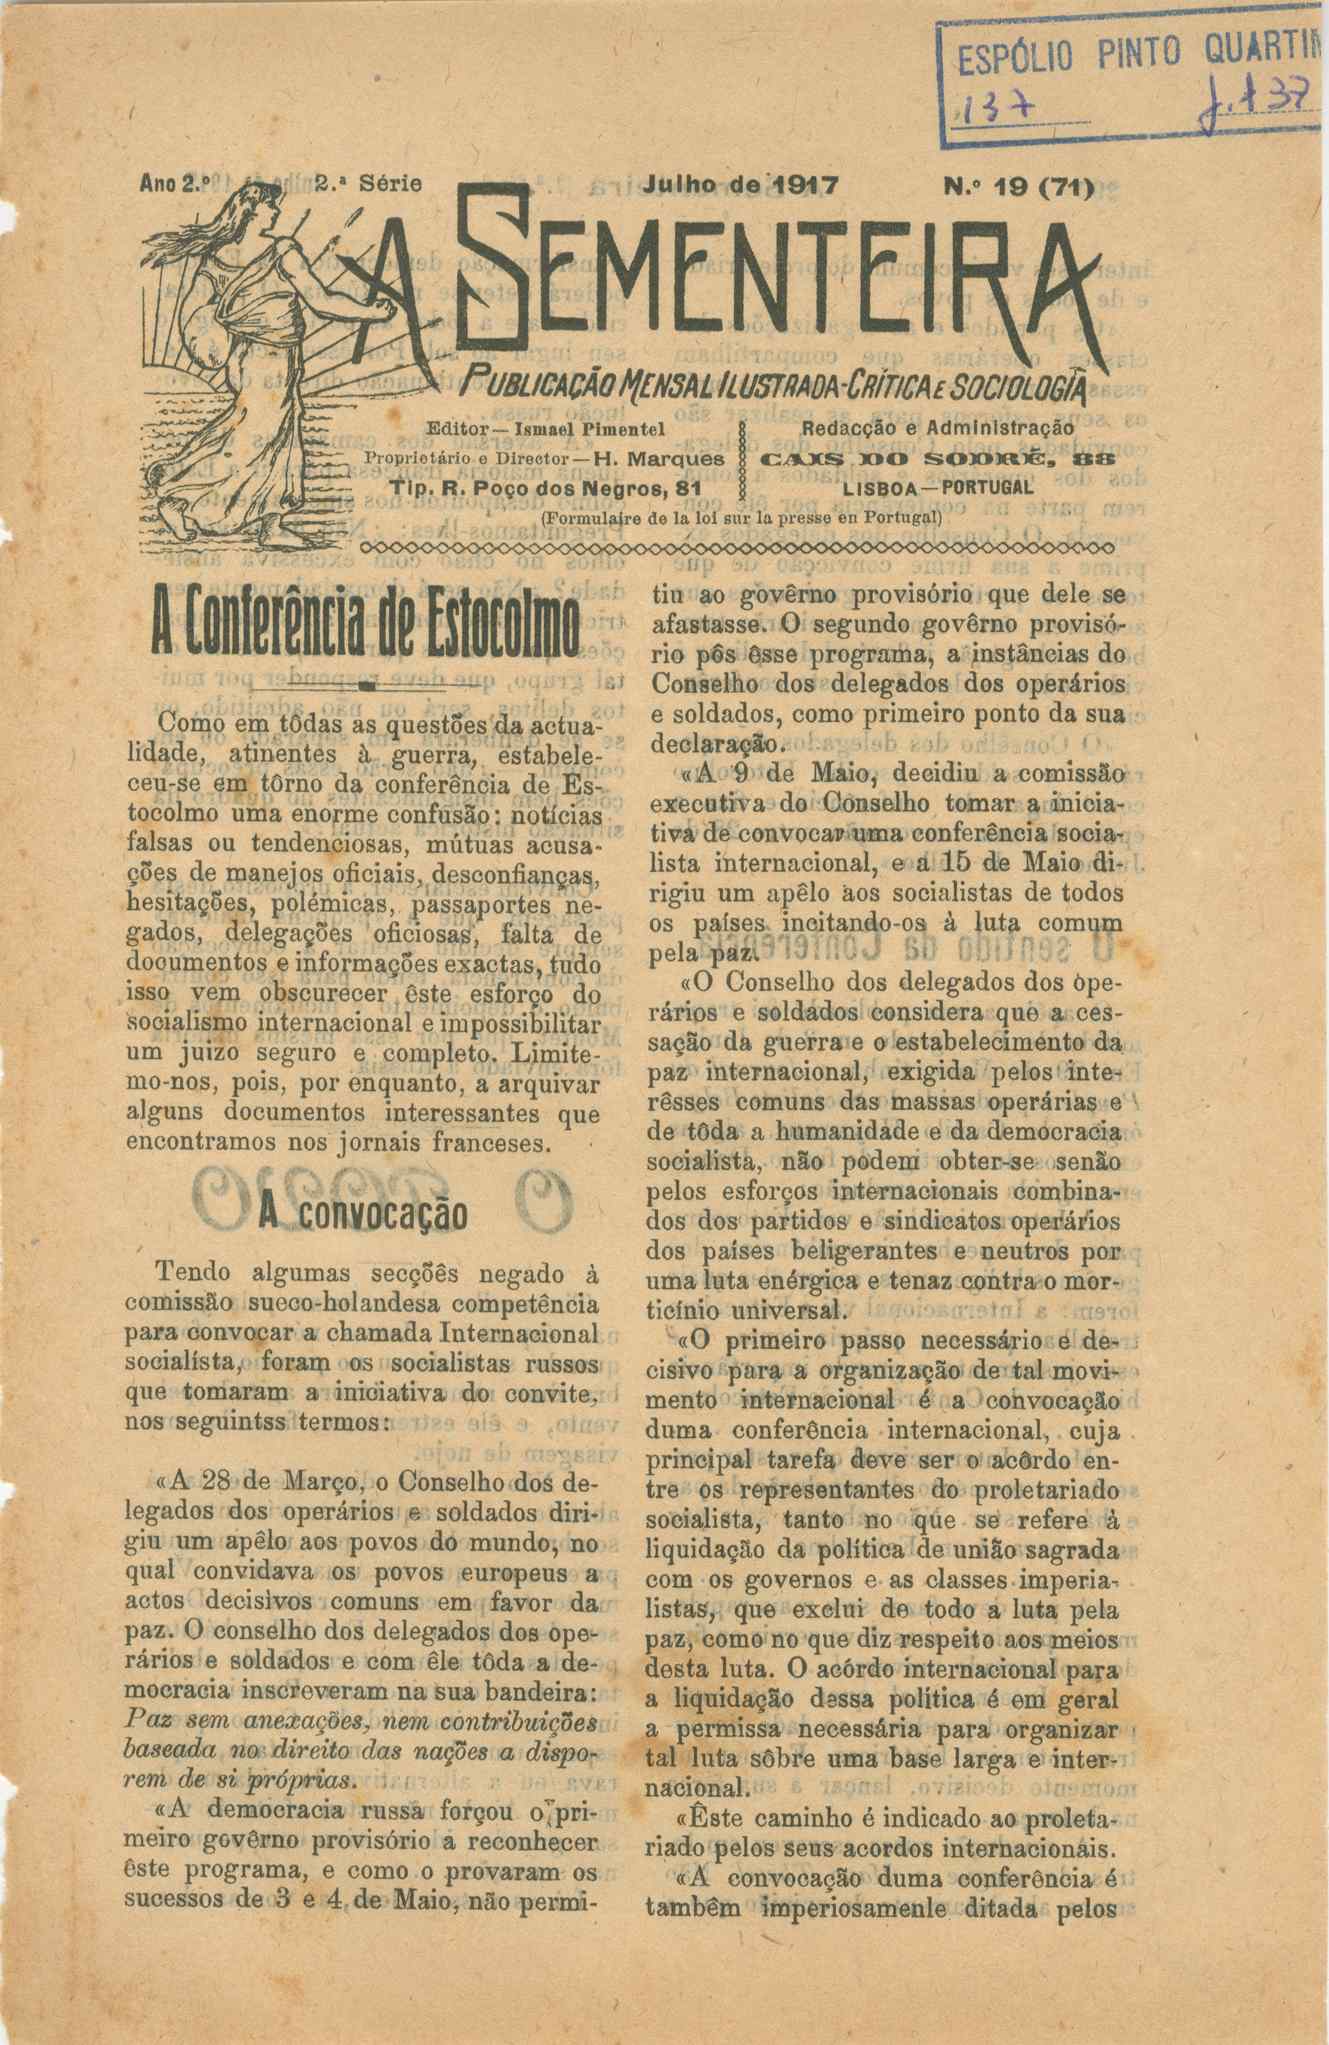 ESPÓLIO PINTO QUARTIN
137 f.137
Ano 2.º 2.ª Série Julho de 1917 N.º 19 (71)
A SEMENTEIRA
PUBLICAÇÃO MENSAL ILUSTRADA-CRÍTICA E SOCIOLOGIA
Editor — Ismael Pimentel
Proprietário e Director — H. Marques
Tip. R. Poço dos Negros, 81
Redacção e Administração
CAIS DO SODRÉ, 88
LISBOA — PORTUGAL
(Formulaire de la loi sur la presse en Portugal)
A Conferência de Estocolmo
Como em tôdas as questões da actua-
lidade, atinentes à guerra, estabele-
ceu-se em tôrno da conferência de Es-
tocolmo uma enorme confusão: notícias
falsas ou tendenciosas, mútuas acusa-
ções de manejos oficiais, desconfianças,
hesitações, polémicas, passaportes ne-
gados, delegações oficiosas, falta de
documentos e informações exactas, tudo
isso vem obscurecer êste esforço do
socialismo internacional e impossibilitar
um juizo seguro e completo. Limite-
mo-nos, pois, por enquanto, a arquivar
alguns documentos interessantes que
encontramos nos jornais franceses.
A convocação
Tendo algumas secções negado à
comissão sueco-holandesa competência
para convocar a chamada Internacional
socialísta, foram os socialistas russos
que tomaram a iniciativa do convite,
nos seguintss termos:
«A 28 de Março, o Conselho dos de-
legados dos operários e soldados diri-
giu um apêlo aos povos do mundo, no
qual convidava os povos europeus a
actos decisivos comuns em favor da
paz. O conselho dos delegados dos ope-
rários e soldados e com êle tôda a de-
mocracia inscreveram na sua bandeira:
Paz sem anexações, nem contribuições
baseada no direito das nações a dispo-
rem de si próprias.
«A democracia russa forçou o pri-
meiro govêrno provisório a reconhecer
êste programa, e como o provaram os
sucessos de 3 e 4 de Maio, não permi-
tiu ao govêrno provisório que dele se
afastasse. O segundo govêrno provisó-
rio pôs êsse programa, a instâncias do
Conselho dos delegados dos operários
e soldados, como primeiro ponto da sua
declaração.
«A 9 de Maio, decidiu a comissão
executiva do Conselho tomar a inicia-
tiva de convocar uma conferência socia-
lista internacional, e a 15 de Maio di-
rigiu um apêlo aos socialistas de todos
os países incitando-os à luta comum
pela paz.
«O Conselho dos delegados dos ope-
rários e soldados considera que a ces-
sação da guerra e o estabelecimento da
paz internacional, exigida pelos inte-
rêsses comuns das massas operárias e
de tôda a humanidade e da democracia
socialista, não podem obter-se senão
pelos esforços internacionais combina-
dos dos partidos e sindicatos operários
dos países beligerantes e neutros por
uma luta enérgica e tenaz contra o mor-
ticínio universal.
«O primeiro passo necessário e de-
cisivo para a organização de tal movi-
mento internacional é a convocação
duma conferência internacional, cuja
principal tarefa deve ser o acôrdo en-
tre os representantes do proletariado
socialista, tanto no que se refere à
liquidação da política de união sagrada
com os governos e as classes imperia-
listas, que exclui de todo a luta pela
paz, como no que diz respeito aos meios
desta luta. O acórdo internacional para
a liquidação dessa política é em geral
a permissa necessária para organizar
tal luta sôbre uma base larga e inter-
nacional.
«Êste caminho é indicado ao proleta-
riado pelos seus acordos internacionais.
«A convocação duma conferência é
também imperiosamenle ditada pelos